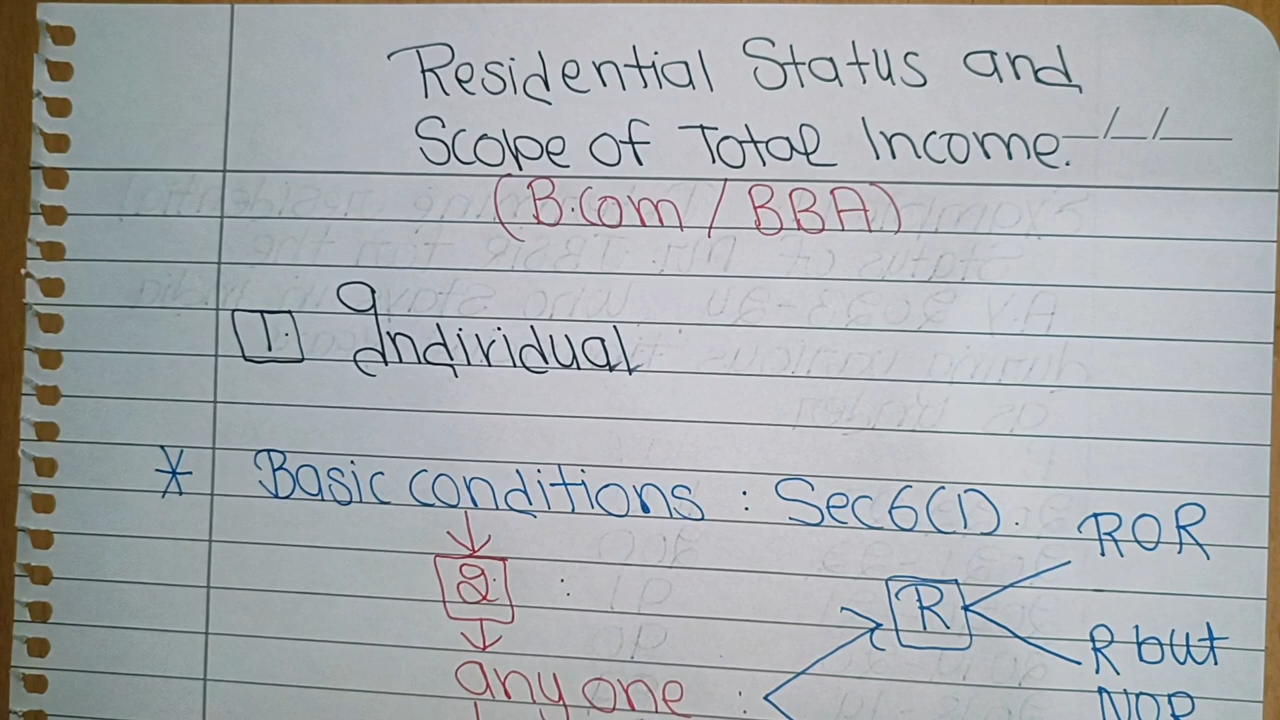 Residential Status and
Scope of Total Income. _/_/_
(B.Com / BBA)
1. Individual
* Basic conditions : Sec 6(1).
ROR
2 :
R
R but
any one :
NOR